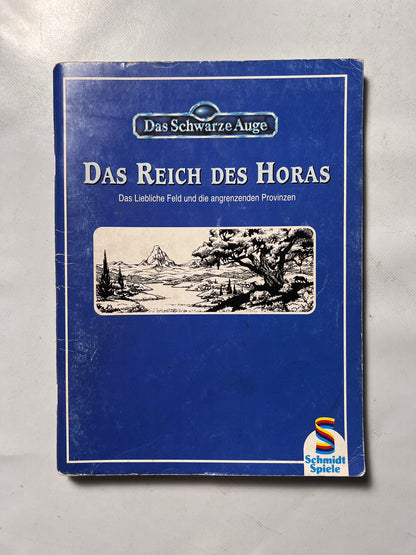 Das Schwarze Auge
DAS REICH DES HORAS
Das Liebliche Feld und die angrenzenden Provinzen
Schmidt
Spiele